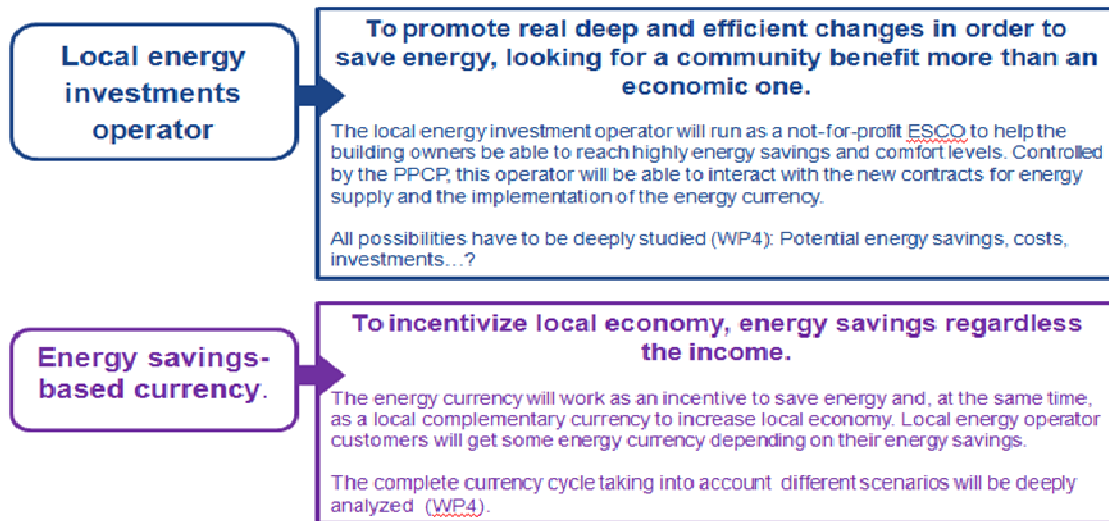 Local energy
investments
operator
To promote real deep and efficient changes in order to
save energy, looking for a community benefit more than an
economic one.
The local energy investment operator will run as a not-for-profit ESCO to help the
building owners be able to reach highly energy savings and comfort levels. Controlled
by the PPCP, this operator will be able to interact with the new contracts for energy
supply and the implementation of the energy currency.
All possibilities have to be deeply studied (WP4): Potential energy savings, costs,
investments...?
Energy savings-
based currency.
To incentivize local economy, energy savings regardless
the income.
The energy currency will work as an incentive to save energy and, at the same time,
as a local complementary currency to increase local economy. Local energy operator
customers will get some energy currency depending on their energy savings.
The complete currency cycle taking into account different scenarios will be deeply
analyzed (WP4).